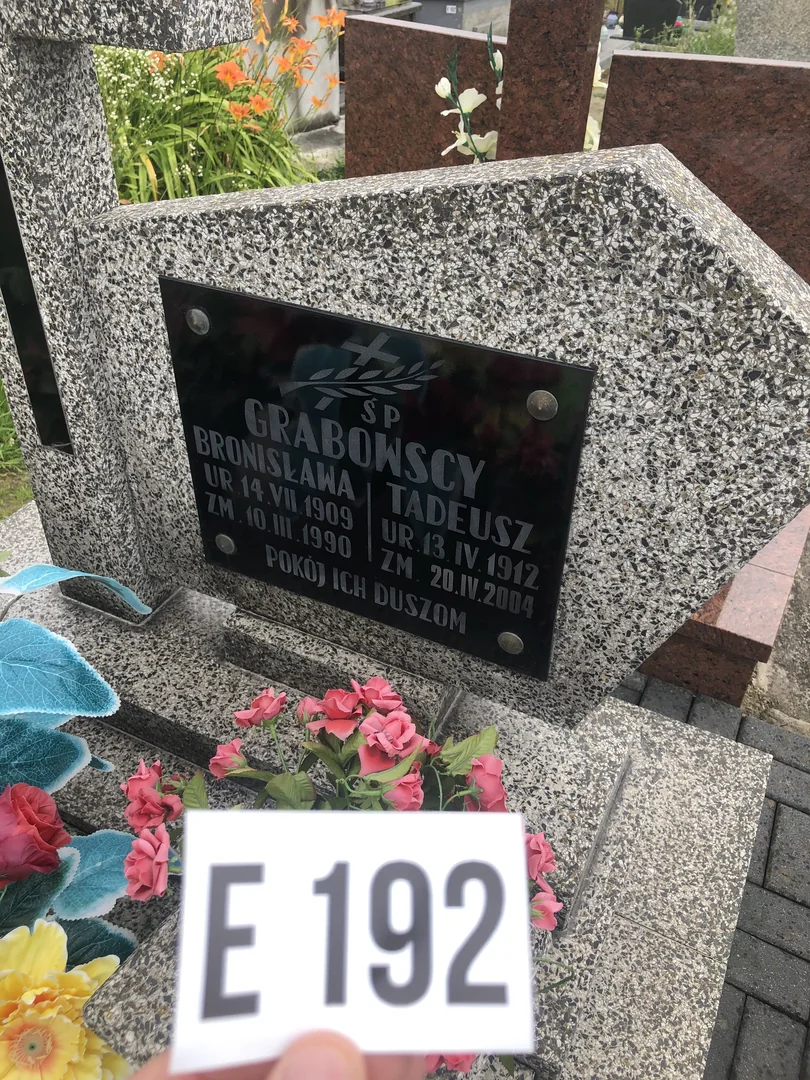 ŚP
GRABOWSCY
BRONISŁAWA
UR. 14.VII.1909
ZM. 10.III.1990
TADEUSZ
UR. 13.IV.1912
ZM. 20.IV.2004
POKÓJ ICH DUSZOM
E 192